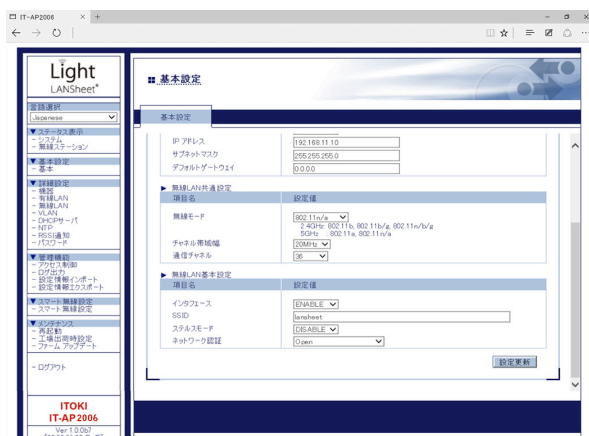 IT-AP2006
Light
LANSheet
基本設定
言語選択
Japanese
▼ ステータス表示
- システム
- 無線ステーション
▼ 基本設定
- 基本
▼ 詳細設定
- 機器
- 有線LAN
- 無線LAN
- VLAN
- DHCPサーバ
- NTP
- RSSI通知
- パスワード
▼ 管理機能
- アクセス制御
- ログ出力
- 設定情報インポート
- 設定情報エクスポート
▼ スマート無線設定
- スマート無線設定
▼ メンテナンス
- 再起動
- 工場出荷時設定
- ファーム アップデート
- ログアウト
ITOKI
IT-AP2006
Ver 1.0.0b7
基本設定
IP アドレス 192.168.11.10
サブネットマスク 255.255.255.0
デフォルトゲートウェイ 0.0.0.0
▶ 無線LAN共通設定
項目名 設定値
無線モード 802.11n/a
2.4GHz: 802.11b, 802.11b/g, 802.11n/b/g
5GHz : 802.11a, 802.11n/a
チャネル帯域幅 20MHz
通信チャネル 36
▶ 無線LAN基本設定
項目名 設定値
インタフェース ENABLE
SSID lansheet
ステルスモード DISABLE
ネットワーク認証 Open
設定更新